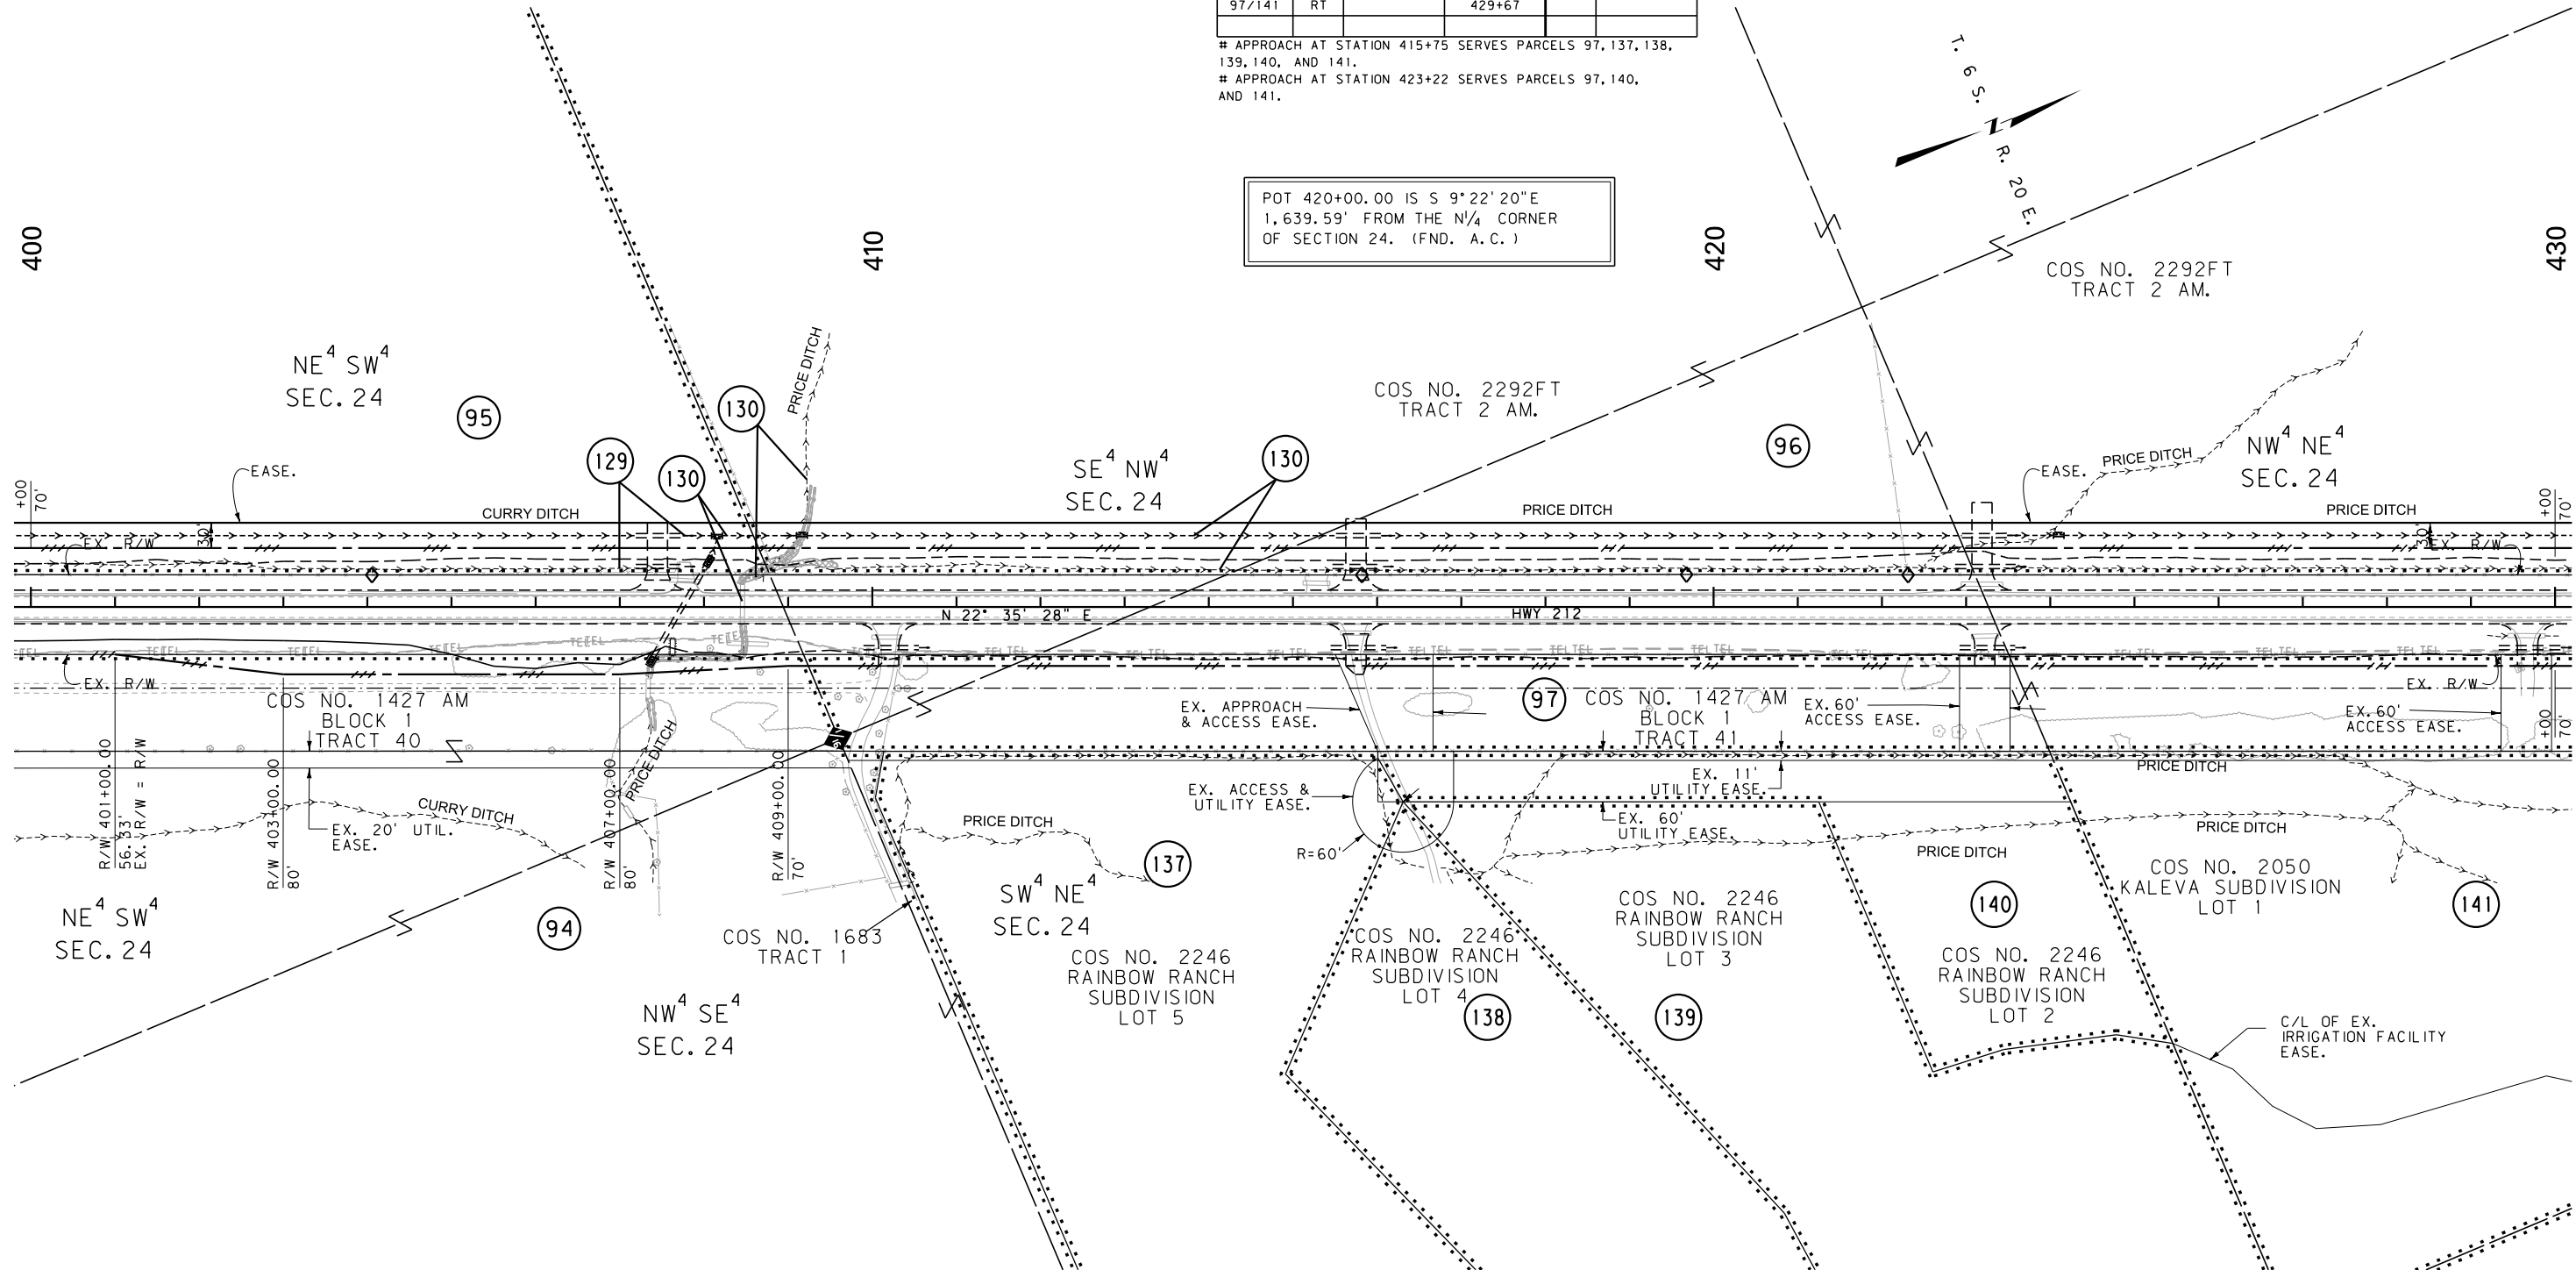 97/141 RT 429+67
# APPROACH AT STATION 415+75 SERVES PARCELS 97, 137, 138,
139, 140, AND 141.
# APPROACH AT STATION 423+22 SERVES PARCELS 97, 140,
AND 141.
T. 6 S. R. 20 E.
Z
POT 420+00.00 IS S 9°22'20"E
1,639.59' FROM THE N1/4 CORNER
OF SECTION 24. (FND. A.C.)
400
410
420
430
COS NO. 2292FT
TRACT 2 AM.
NE4 SW4
SEC. 24
95
PRICE DITCH
130
COS NO. 2292FT
TRACT 2 AM.
96
129
130
SE4 NW4
SEC. 24
130
PRICE DITCH
NW4 NE4
SEC. 24
EASE.
EASE.
+00
70'
+00
70'
CURRY DITCH
PRICE DITCH
PRICE DITCH
30'
30'
EX. R/W
EX. R/W
N 22° 35' 28" E
HWY 212
EX. R/W
EX. R/W
COS NO. 1427 AM
BLOCK 1
TRACT 40
97
COS NO. 1427 AM
BLOCK 1
TRACT 41
EX. APPROACH
& ACCESS EASE.
EX. 60'
ACCESS EASE.
EX. 60'
ACCESS EASE.
+00
70'
R/W 401+00.00
56.33'
EX. R/W = R/W
R/W 403+00.00
80'
R/W 407+00.00
80'
R/W 409+00.00
70'
PRICE DITCH
CURRY DITCH
EX. 20' UTIL.
EASE.
PRICE DITCH
EX. 11'
UTILITY EASE.
EX. ACCESS &
UTILITY EASE.
EX. 60'
UTILITY EASE.
R=60'
PRICE DITCH
PRICE DITCH
PRICE DITCH
137
COS NO. 2050
KALEVA SUBDIVISION
LOT 1
141
140
NE4 SW4
SEC. 24
94
COS NO. 1683
TRACT 1
SW4 NE4
SEC. 24
COS NO. 2246
RAINBOW RANCH
SUBDIVISION
LOT 5
COS NO. 2246
RAINBOW RANCH
SUBDIVISION
LOT 4
138
COS NO. 2246
RAINBOW RANCH
SUBDIVISION
LOT 3
139
COS NO. 2246
RAINBOW RANCH
SUBDIVISION
LOT 2
NW4 SE4
SEC. 24
C/L OF EX.
IRRIGATION FACILITY
EASE.